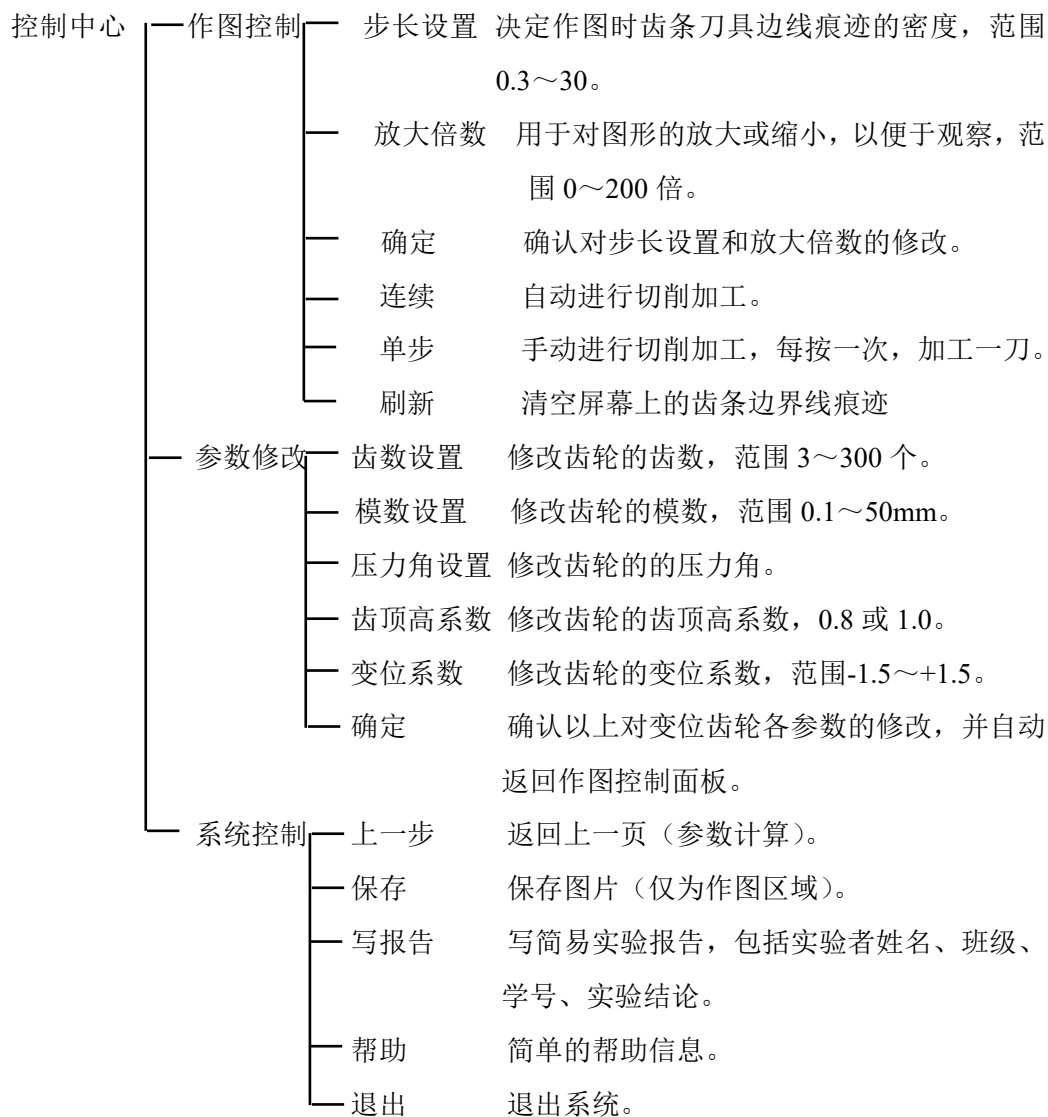 控制中心 作图控制 步长设置 决定作图时齿条刀具边线痕迹的密度，范围
0.3～30。
放大倍数 用于对图形的放大或缩小，以便于观察，范
围 0～200 倍。
确定 确认对步长设置和放大倍数的修改。
连续 自动进行切削加工。
单步 手动进行切削加工，每按一次，加工一刀。
刷新 清空屏幕上的齿条边界线痕迹
参数修改 齿数设置 修改齿轮的齿数，范围 3～300 个。
模数设置 修改齿轮的模数，范围 0.1～50mm。
压力角设置 修改齿轮的的压力角。
齿顶高系数 修改齿轮的齿顶高系数，0.8 或 1.0。
变位系数 修改齿轮的变位系数，范围-1.5～+1.5。
确定 确认以上对变位齿轮各参数的修改，并自动
返回作图控制面板。
系统控制 上一步 返回上一页（参数计算）。
保存 保存图片（仅为作图区域）。
写报告 写简易实验报告，包括实验者姓名、班级、
学号、实验结论。
帮助 简单的帮助信息。
退出 退出系统。